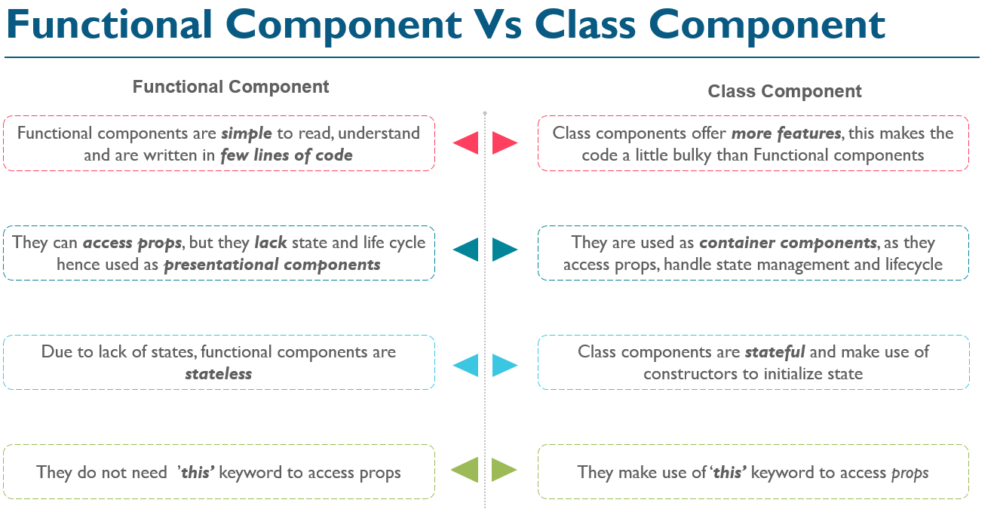 Functional Component Vs Class Component
Functional Component
Class Component
Functional components are simple to read, understand
and are written in few lines of code
Class components offer more features, this makes the
code a little bulky than Functional components
They can access props, but they lack state and life cycle
hence used as presentational components
They are used as container components, as they
access props, handle state management and lifecycle
Due to lack of states, functional components are
stateless
Class components are stateful and make use of
constructors to initialize state
They do not need ’this’ keyword to access props
They make use of ‘this’ keyword to access props